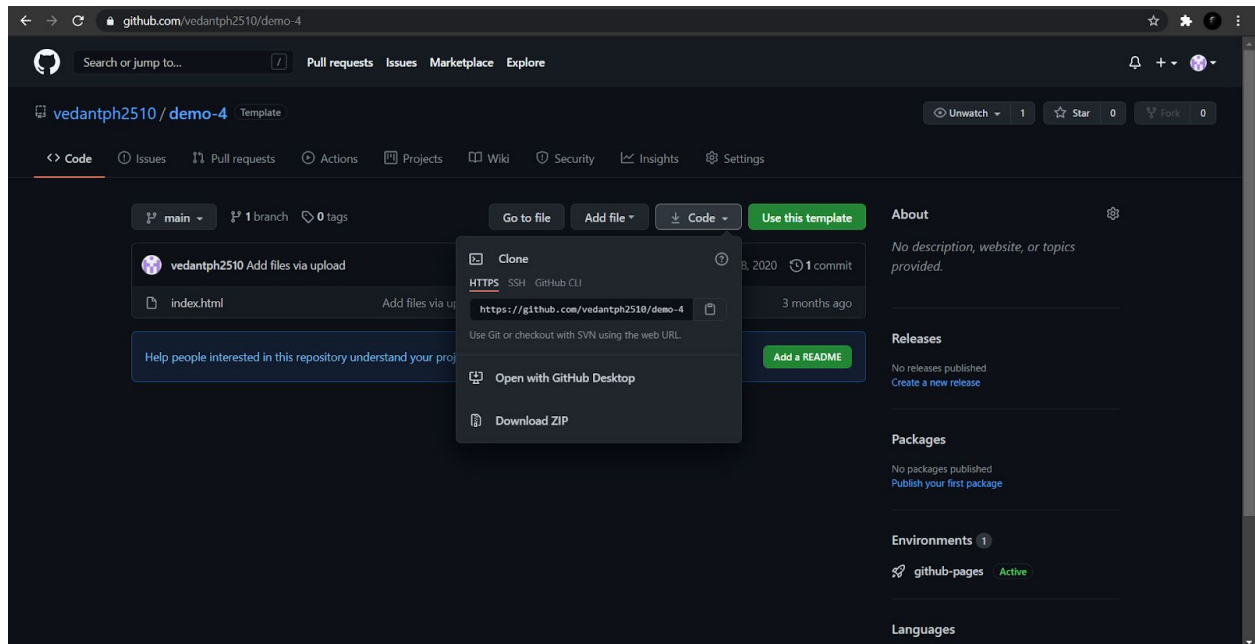 github.com/vedantph2510/demo-4
Search or jump to... / Pull requests Issues Marketplace Explore
vedantph2510 / demo-4 Template
Unwatch 1 Star 0 Fork 0
Code Issues Pull requests Actions Projects Wiki Security Insights Settings
main 1 branch 0 tags
Go to file Add file Code Use this template
vedantph2510 Add files via upload 8, 2020 1 commit
index.html Add files via 3 months ago
Help people interested in this repository understand your Add a README
Clone
HTTPS SSH GitHub CLI
https://github.com/vedantph2510/demo-4
Use Git or checkout with SVN using the web URL.
Open with GitHub Desktop
Download ZIP
About
No description, website, or topics
provided.
Releases
No releases published
Create a new release
Packages
No packages published
Publish your first package
Environments 1
github-pages Active
Languages